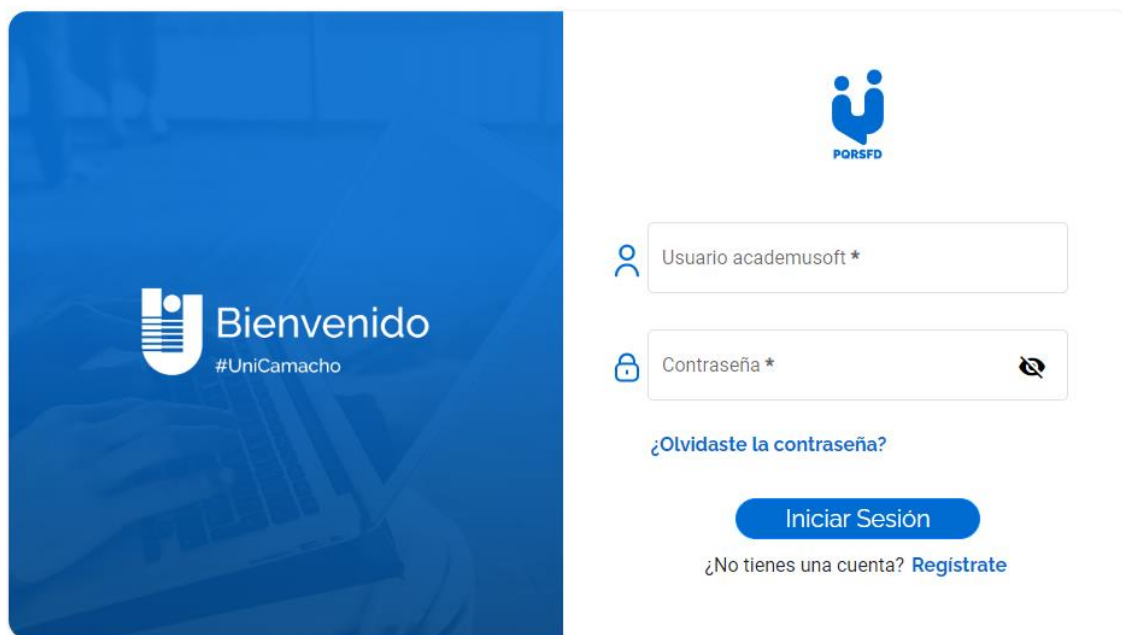 Bienvenido
#UniCamacho
PQRSFD
Usuario academusoft *
Contraseña *
¿Olvidaste la contraseña?
Iniciar Sesión
¿No tienes una cuenta? Regístrate